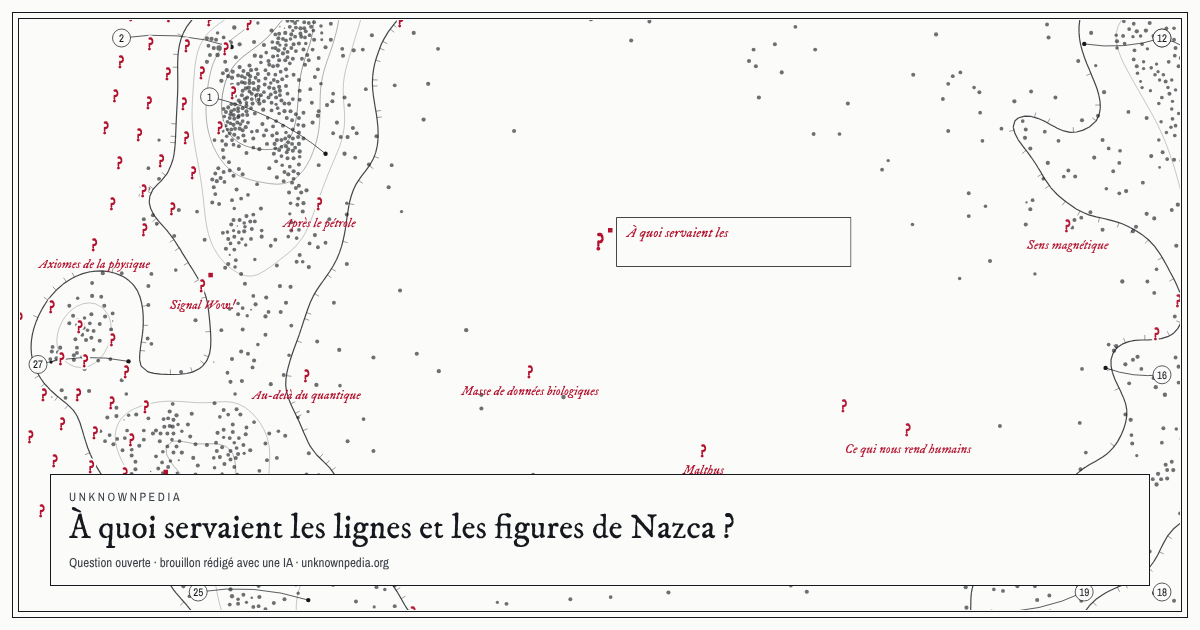 2
12
1
Après le pétrole
À quoi servaient les
Sens magnétique
Axiomes de la physique
Signal Wow!
27
16
Au-delà du quantique
Masse de données biologiques
Ce qui nous rend humains
Malthus
UNKNOWNPEDIA
À quoi servaient les lignes et les figures de Nazca ?
Question ouverte · brouillon rédigé avec une IA · unknownpedia.org
25
19
18